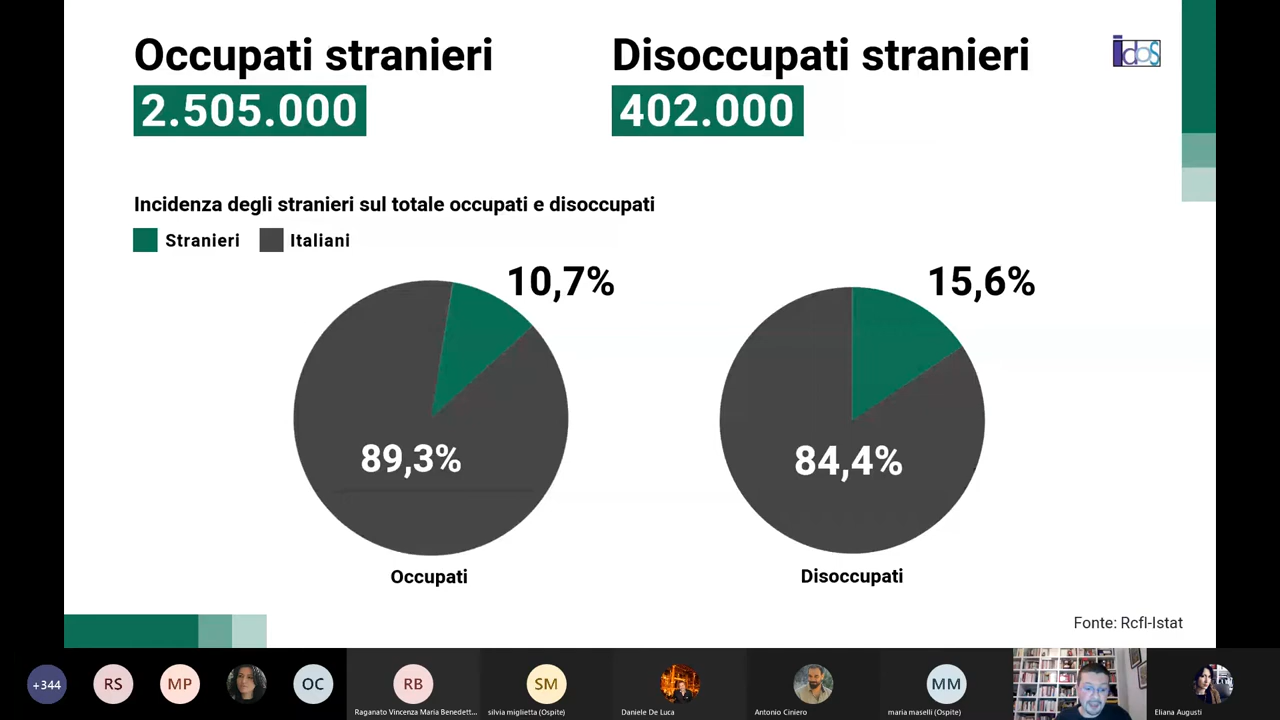 Occupati stranieri
2.505.000
Disoccupati stranieri
402.000
idos
Incidenza degli stranieri sul totale occupati e disoccupati
Stranieri
Italiani
10,7%
89,3%
Occupati
15,6%
84,4%
Disoccupati
Fonte: Rcfl-Istat
+344
RS
MP
OC
RB
Raganato Vincenza Maria Benedett...
SM
silvia miglietta (Ospite)
Daniele De Luca
Antonio Ciniero
MM
maria maselli (Ospite)
Eliana Augusti